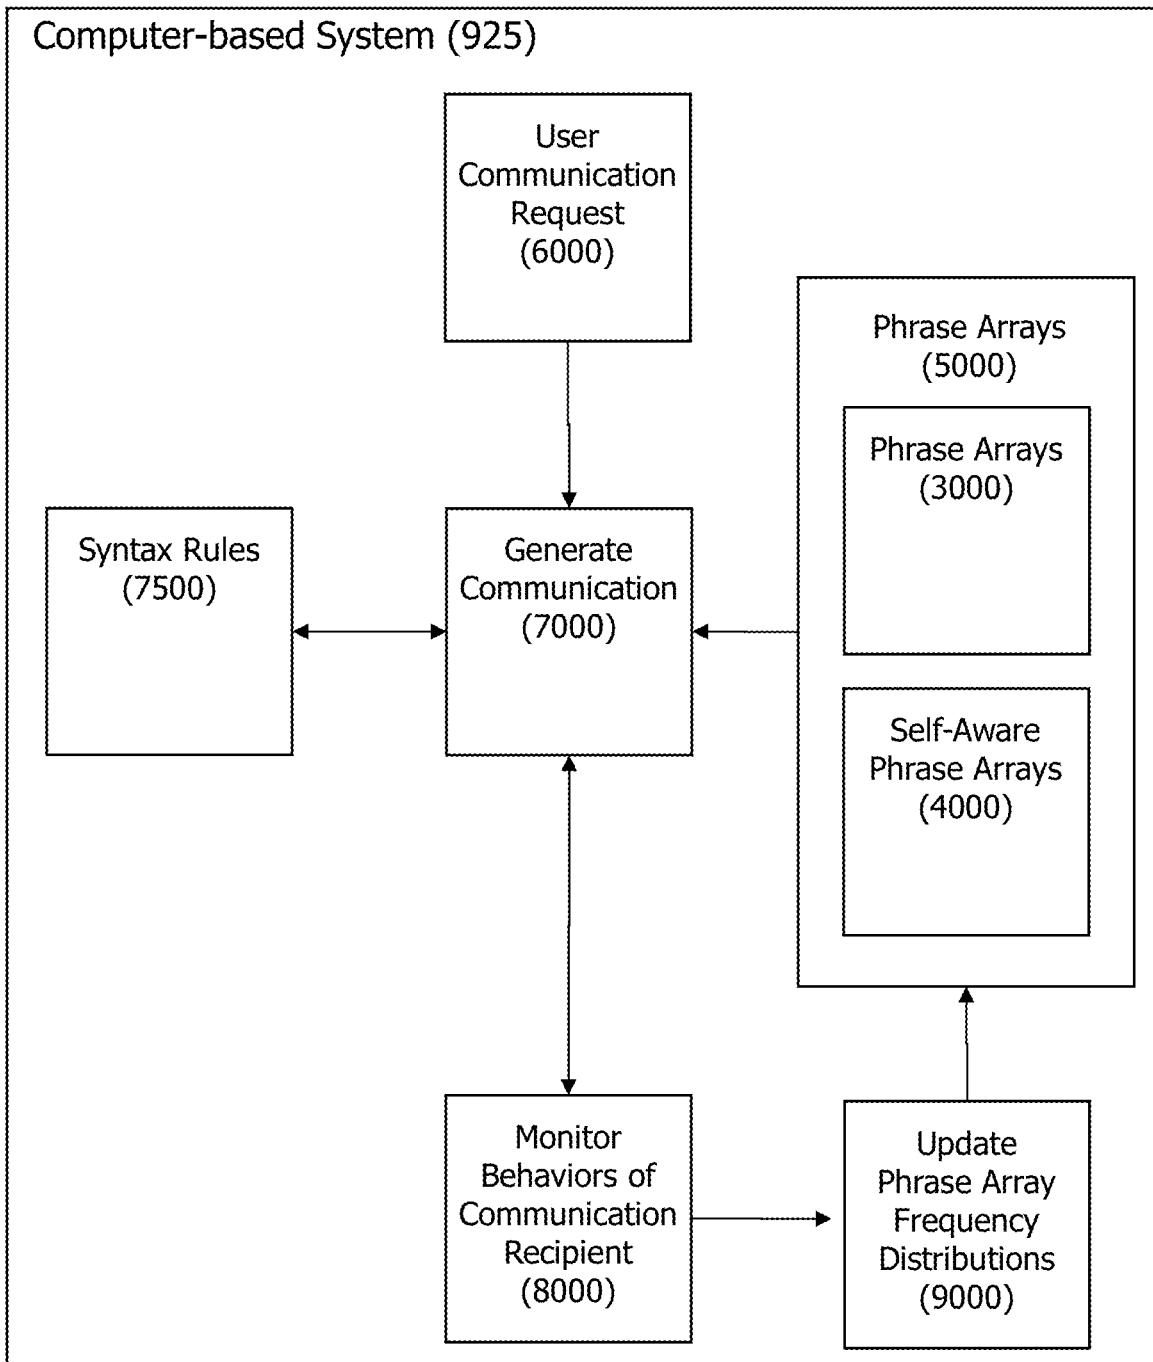 Computer-based System (925)
User
Communication
Request
(6000)
Phrase Arrays
(5000)
Phrase Arrays
(3000)
Syntax Rules
(7500)
Generate
Communication
(7000)
Self-Aware
Phrase Arrays
(4000)
Monitor
Behaviors of
Communication
Recipient
(8000)
Update
Phrase Array
Frequency
Distributions
(9000)